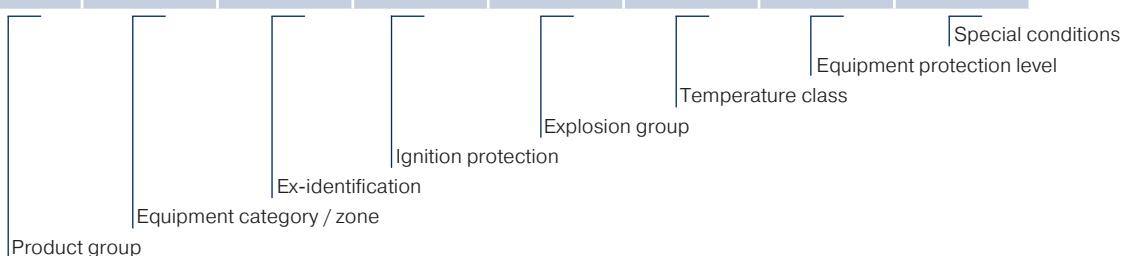 Special conditions
Equipment protection level
Temperature class
Explosion group
Ignition protection
Ex-identification
Equipment category / zone
Product group